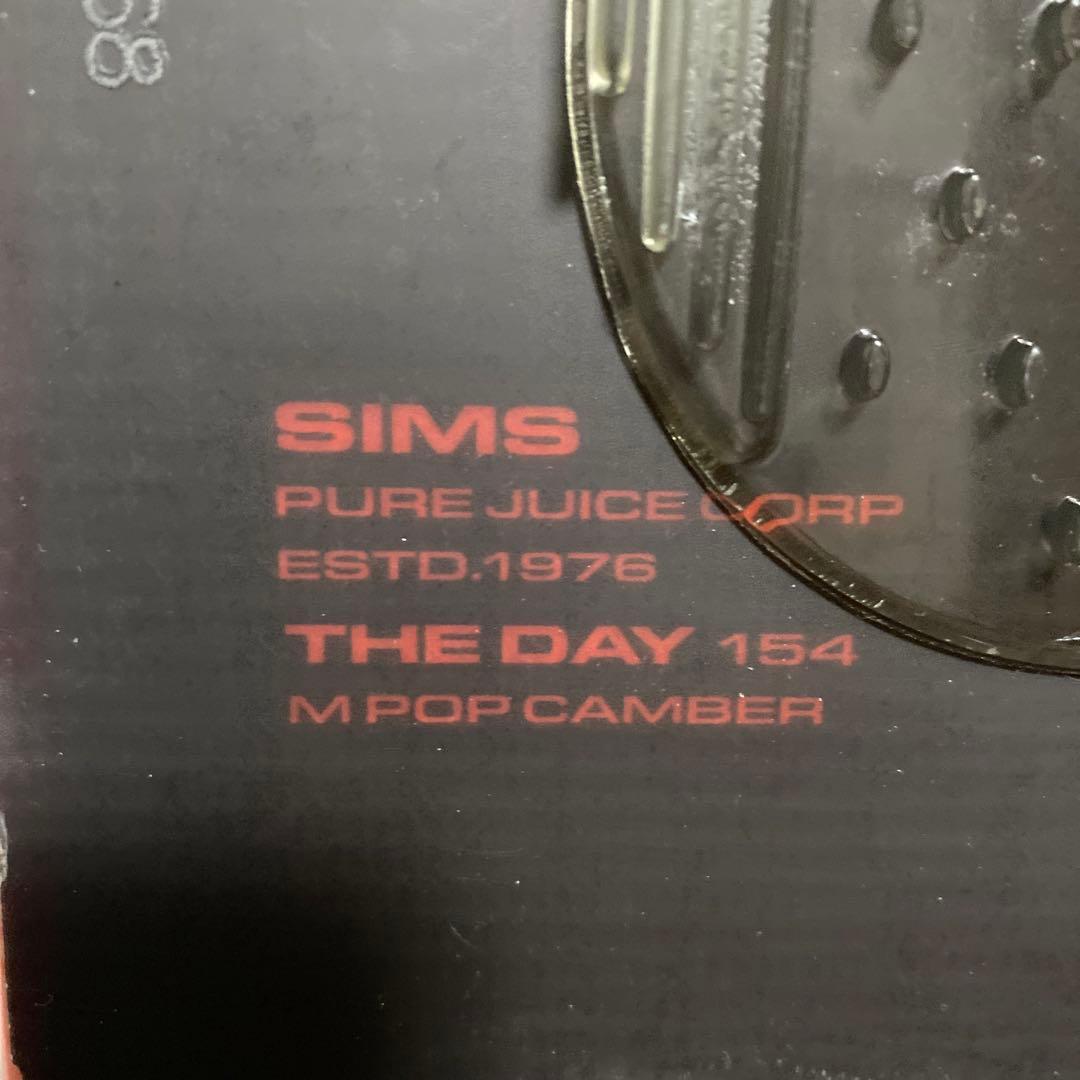 SIMS
PURE JUICE CORP
ESTD.1976
THE DAY 154
M POP CAMBER